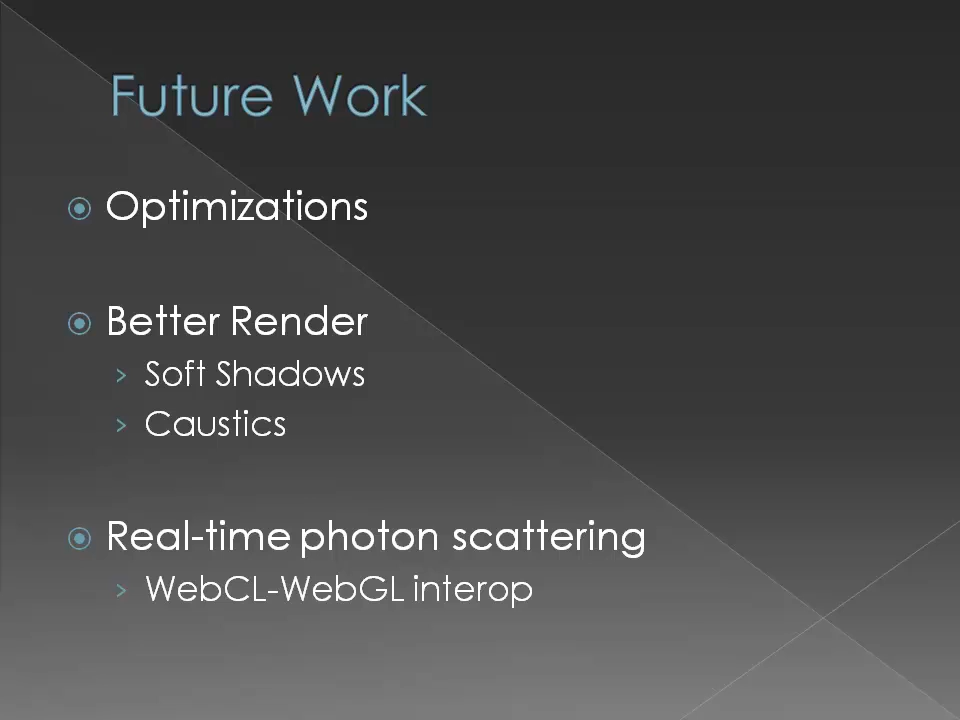 Future Work
Optimizations
Better Render
Soft Shadows
Caustics
Real-time photon scattering
WebCL-WebGL interop